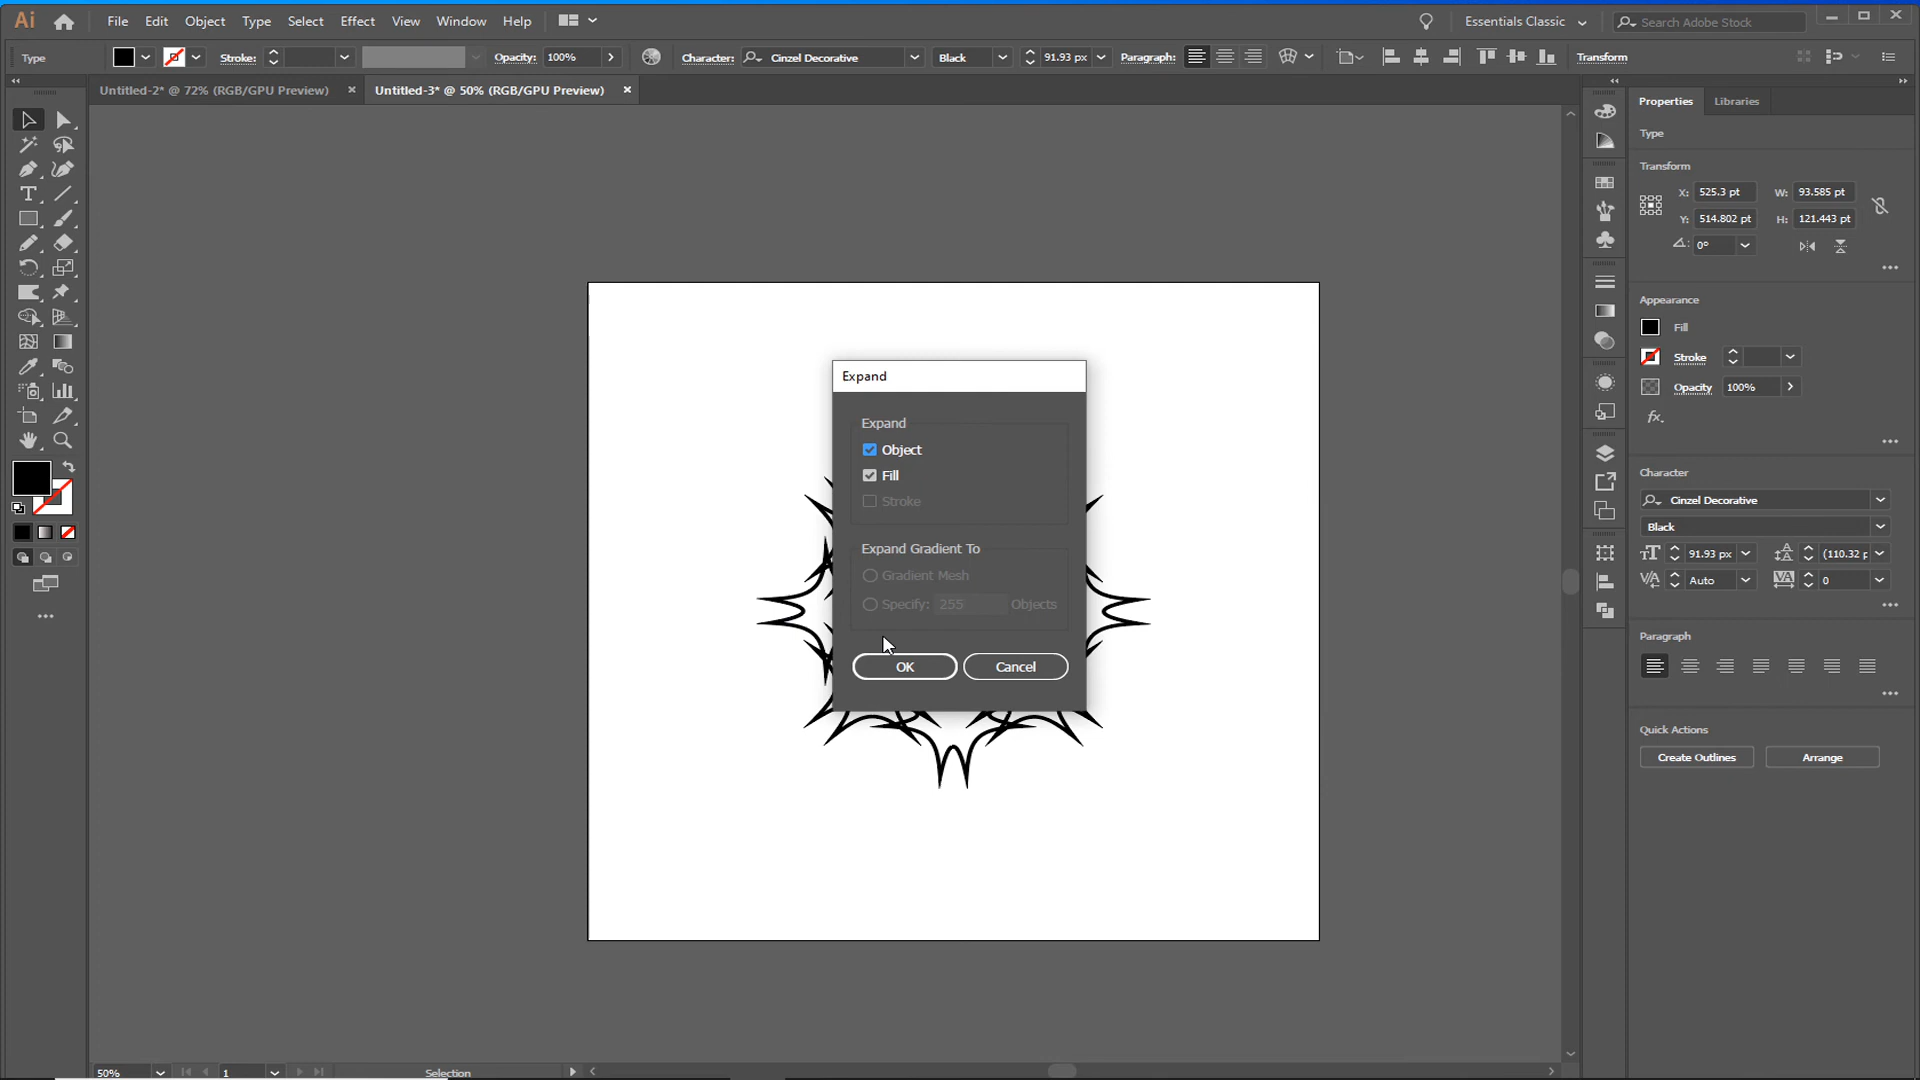 Ai File Edit Object Type Select Effect View Window Help Essentials Classic Search Adobe Stock
Type Stroke: Opacity: 100% Character: Cinzel Decorative Black 91.93 px Paragraph: Transform
Untitled-2* @ 72% (RGB/GPU Preview) Untitled-3* @ 50% (RGB/GPU Preview)
Properties Libraries
Type
Transform
X: 525.3 pt W: 93.585 pt
Y: 514.802 pt H: 121.443 pt
0°
Appearance
Fill
Stroke
Opacity 100%
fx.
Character
Cinzel Decorative
Black
91.93 px (110.32 p
Auto 0
Paragraph
Quick Actions
Create Outlines Arrange
Expand
Expand
Object
Fill
Stroke
Expand Gradient To
Gradient Mesh
Specify: 255 Objects
OK Cancel
50% 1 Selection